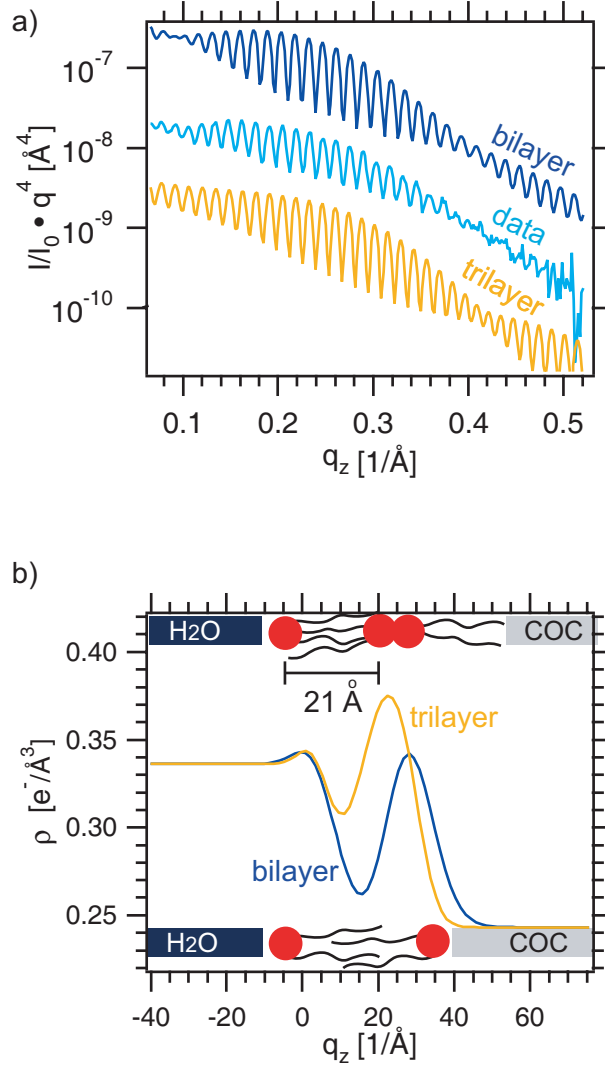 a)
I/I0 • q4 [Å4]
10-7
10-8
10-9
10-10
bilayer
data
trilayer
0.1 0.2 0.3 0.4 0.5
qz [1/Å]
b)
H2O COC
21 Å
trilayer
bilayer
ρ [e-/Å3]
0.40
0.35
0.30
0.25
H2O COC
-40 -20 0 20 40 60
qz [1/Å]